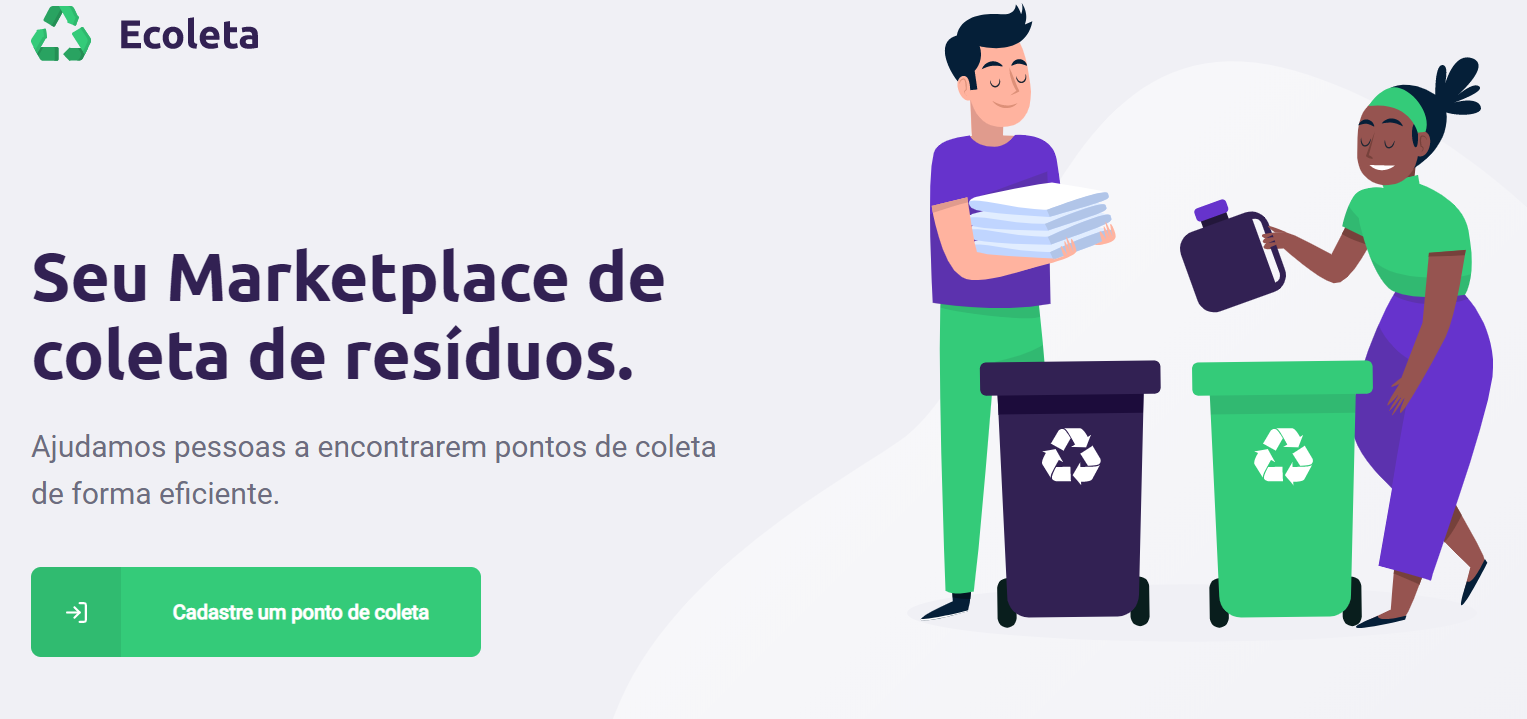 Ecoleta
Seu Marketplace de
coleta de resíduos.
Ajudamos pessoas a encontrarem pontos de coleta
de forma eficiente.
Cadastre um ponto de coleta